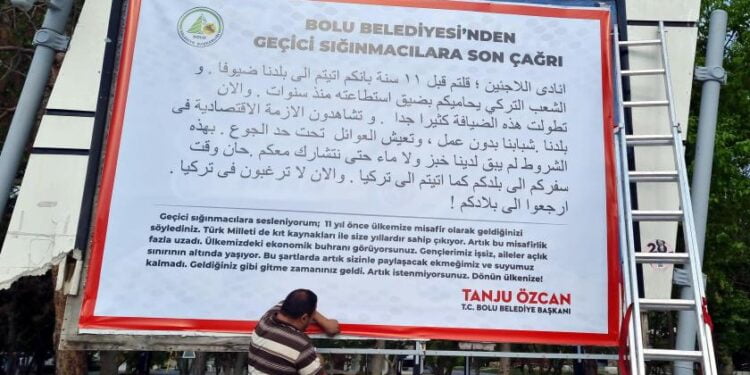 BOLU BELEDİYESİ'NDEN
GEÇİCİ SIĞINMACILARA SON ÇAĞRI
BOLU
انادى اللاجئين ؛ قلتم قبل ١١ سنة بانكم اتيتم الى بلدنا ضيوفا . و
الشعب التركي يحاميكم بضيق استطاعته منذ سنوات . والان
تطولت هذه الضيافة كثيرا جدا . و تشاهدون الازمة الاقتصادية فى
بلدنا. شبابنا بدون عمل ، وتعيش العوائل تحت حد الجوع . بهذه
الشروط لم يبق لدينا خبز ولا ماء حتى نتشارك معكم .حان وقت
سفركم الى بلدكم كما اتيتم الى تركيا . والان لا ترغبون فى تركيا .
ارجعوا الى بلادكم !
Geçici sığınmacılara sesleniyorum; 11 yıl önce ülkemize misafir olarak geldiğinizi
söylediniz. Türk Milleti de kıt kaynakları ile size yıllardır sahip çıkıyor. Artık bu misafirlik
fazla uzadı. Ülkemizdeki ekonomik buhranı görüyorsunuz. Gençlerimiz işsiz, aileler açlık
sınırının altında yaşıyor. Bu şartlarda artık sizinle paylaşacak ekmeğimiz ve suyumuz
kalmadı. Geldiğiniz gibi gitme zamanınız geldi. Artık istenmiyorsunuz. Dönün ülkenize!
TANJU ÖZCAN
T.C. BOLU BELEDİYE BAŞKANI